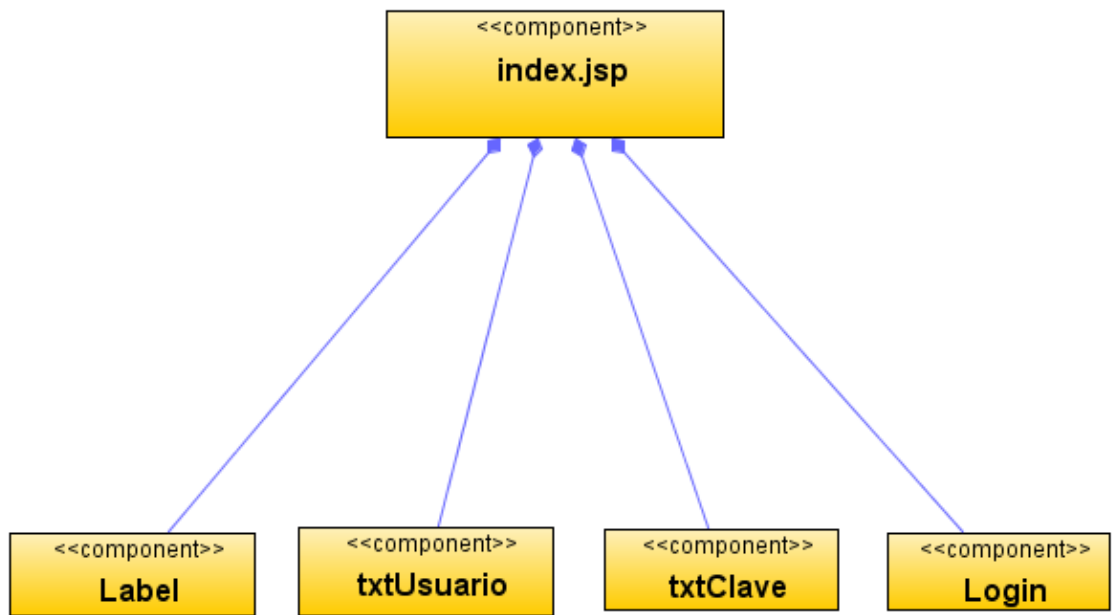 <<component>>
index.jsp
<<component>>
Label
<<component>>
txtUsuario
<<component>>
txtClave
<<component>>
Login